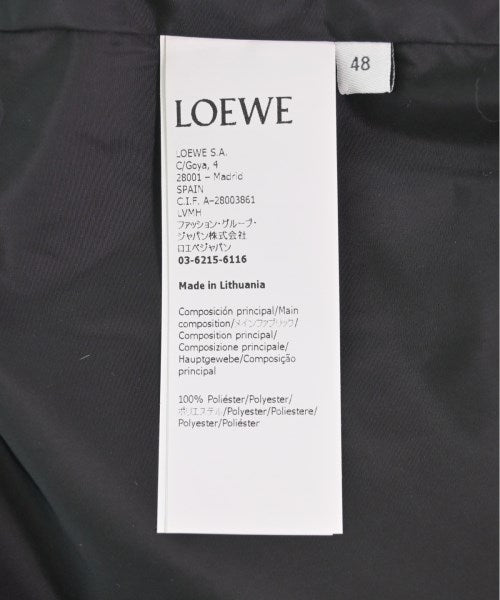 48
LOEWE
LOEWE S.A.
C/Goya, 4
28001 – Madrid
SPAIN
C.I.F. A-28003861
LVMH
ファッション・グループ・
ジャパン株式会社
ロエベジャパン
03-6215-6116
Made in Lithuania
Composición principal/Main
composition/メインファブリック/
Composition principal/
Composizione principale/
Hauptgewebe/Composição
principal
100% Poliéster/Polyester/
ポリエステル/Polyester/Poliestere/
Polyester/Poliéster